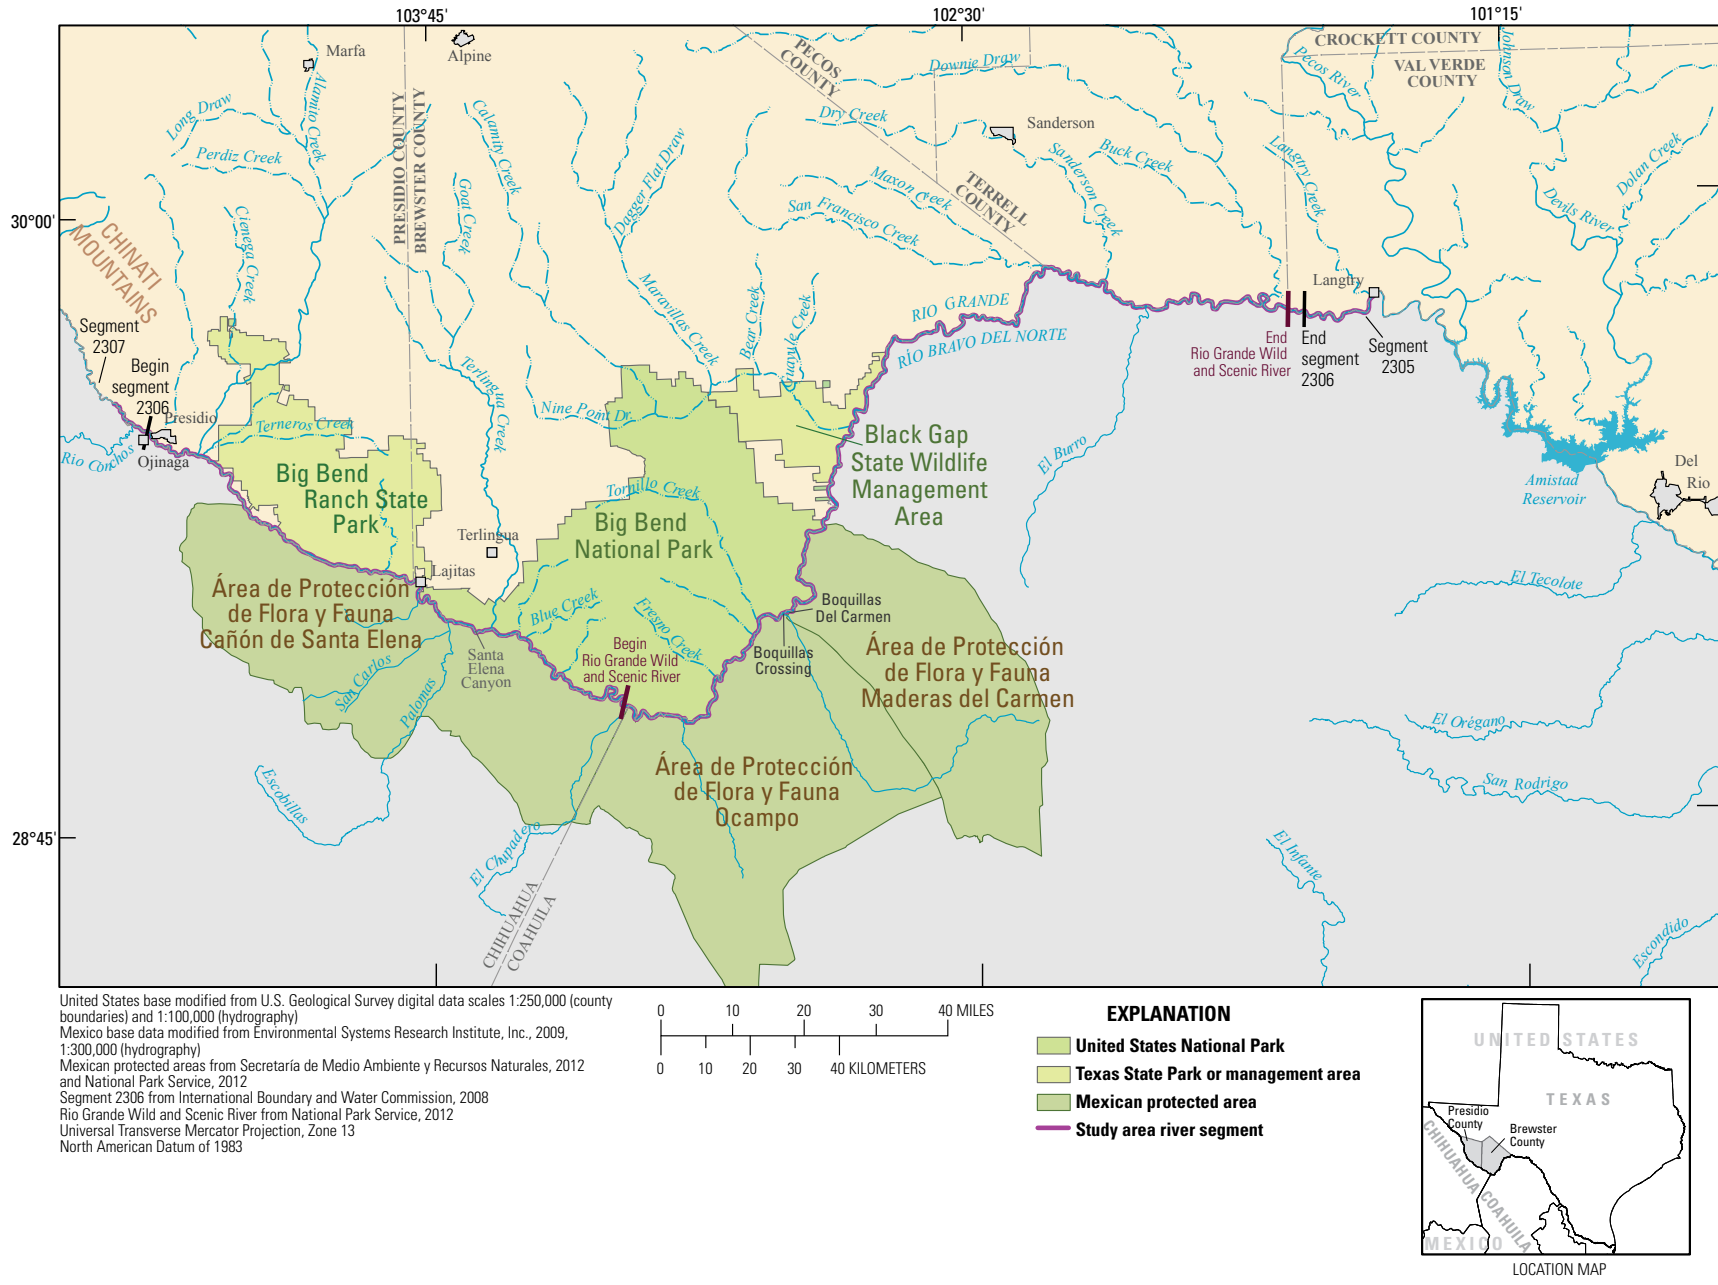 103°45'
102°30'
101°15'
30°00'
28°45'
Marfa
Alpine
Long Draw
Alamito Creek
Perdiz Creek
Cienega Creek
CHINATI
MOUNTAINS
PRESIDIO COUNTY
BREWSTER COUNTY
Calamity Creek
Goat Creek
Dagger Flat Draw
PECOS
COUNTY
Downie Draw
Dry Creek
Sanderson
Maxon Creek
San Francisco Creek
Sanderson Creek
Buck Creek
TERRELL
COUNTY
CROCKETT COUNTY
VAL VERDE
COUNTY
Pecos River
Johnson Draw
Langtry Creek
Devils River
Dolan Creek
Segment
2307
Begin
segment
2306
Presidio
Ojinaga
Rio Conchos
Terneros Creek
Terlingua Creek
Maravillas Creek
Bear Creek
Guayule Creek
Nine Point Dr.
RIO GRANDE
RÍO BRAVO DEL NORTE
Langtry
End
Rio Grande Wild
and Scenic River
End
segment
2306
Segment
2305
Big Bend
Ranch State
Park
Terlingua
Lajitas
Tornillo Creek
Big Bend
National Park
Black Gap
State Wildlife
Management
Area
El Burro
Amistad
Reservoir
Del
Rio
Área de Protección
de Flora y Fauna
Cañón de Santa Elena
San Carlos
Palomas
Santa
Elena
Canyon
Blue Creek
Fresno Creek
Begin
Rio Grande Wild
and Scenic River
Boquillas
Del Carmen
Boquillas
Crossing
Área de Protección
de Flora y Fauna
Maderas del Carmen
El Tecolote
El Orégano
San Rodrigo
Escobillas
El Chapadero
Área de Protección
de Flora y Fauna
Ocampo
CHIHUAHUA
COAHUILA
El Infante
Escondido
United States base modified from U.S. Geological Survey digital data scales 1:250,000 (county
boundaries) and 1:100,000 (hydrography)
Mexico base data modified from Environmental Systems Research Institute, Inc., 2009,
1:300,000 (hydrography)
Mexican protected areas from Secretaría de Medio Ambiente y Recursos Naturales, 2012
and National Park Service, 2012
Segment 2306 from International Boundary and Water Commission, 2008
Rio Grande Wild and Scenic River from National Park Service, 2012
Universal Transverse Mercator Projection, Zone 13
North American Datum of 1983
0 10 20 30 40 MILES
0 10 20 30 40 KILOMETERS
EXPLANATION
United States National Park
Texas State Park or management area
Mexican protected area
Study area river segment
UNITED STATES
TEXAS
Presidio
County
Brewster
County
CHIHUAHUA
COAHUILA
MEXICO
LOCATION MAP